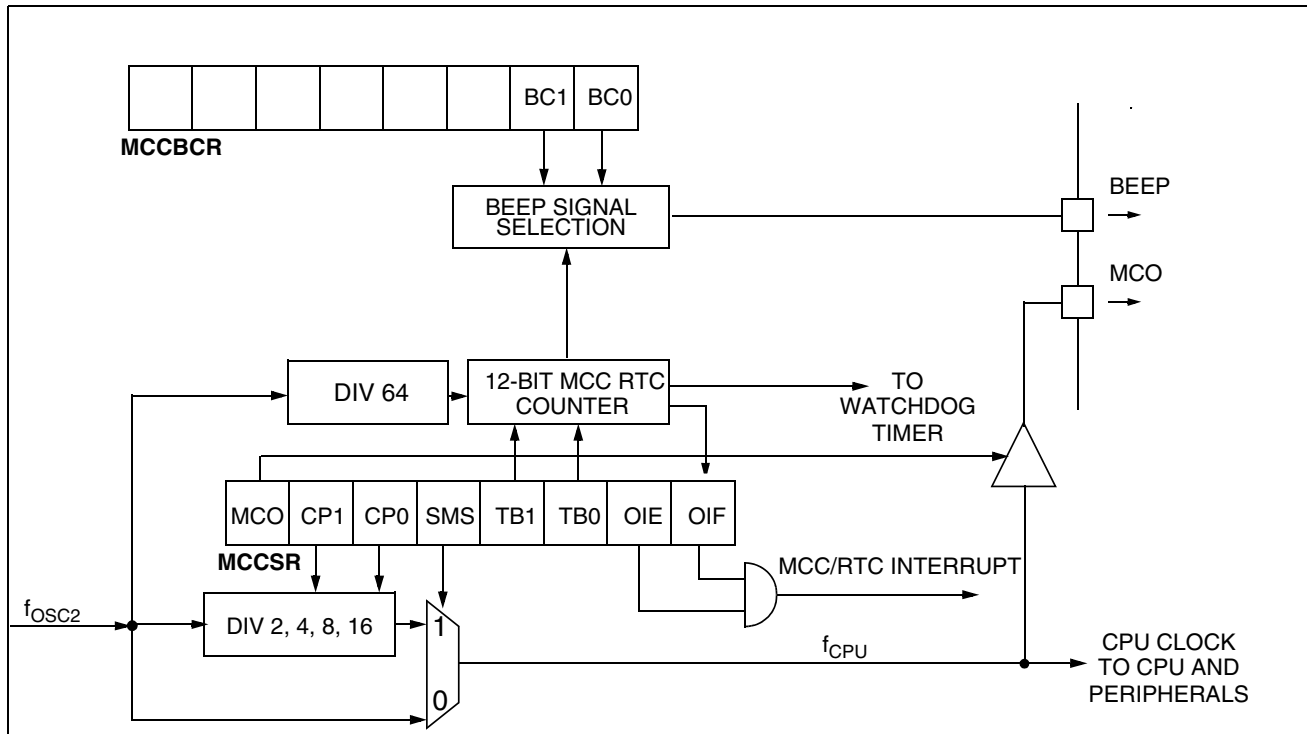 BC1 BC0
MCCBCR
BEEP SIGNAL
SELECTION
BEEP
MCO
DIV 64
12-BIT MCC RTC
COUNTER
TO
WATCHDOG
TIMER
MCO CP1 CP0 SMS TB1 TB0 OIE OIF
MCCSR
MCC/RTC INTERRUPT
fOSC2
DIV 2, 4, 8, 16
1
0
fCPU
CPU CLOCK
TO CPU AND
PERIPHERALS